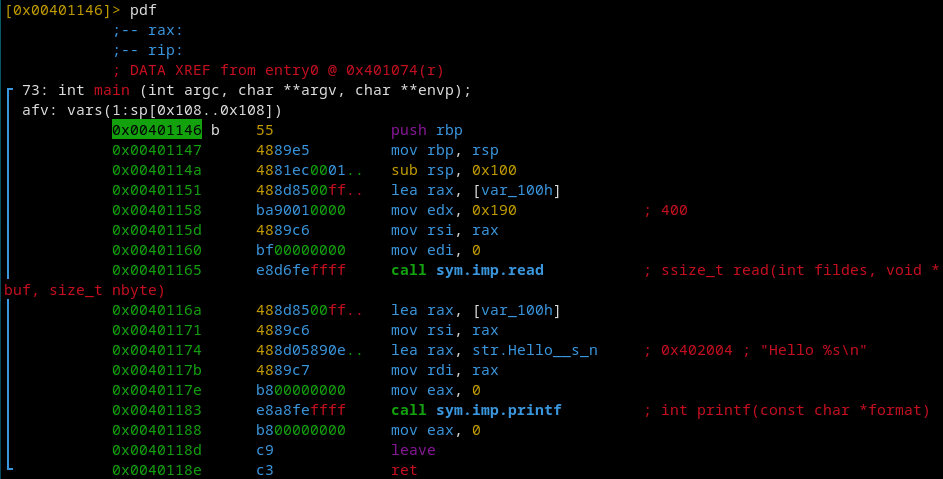 [0x00401146]> pdf
;-- rax:
;-- rip:
; DATA XREF from entry0 @ 0x401074(r)
73: int main (int argc, char **argv, char **envp);
afv: vars(1:sp[0x108..0x108])
0x00401146 b 55 push rbp
0x00401147 4889e5 mov rbp, rsp
0x0040114a 4881ec0001.. sub rsp, 0x100
0x00401151 488d8500ff.. lea rax, [var_100h]
0x00401158 ba90010000 mov edx, 0x190 ; 400
0x0040115d 4889c6 mov rsi, rax
0x00401160 bf00000000 mov edi, 0
0x00401165 e8d6feffff call sym.imp.read ; ssize_t read(int fildes, void *
buf, size_t nbyte)
0x0040116a 488d8500ff.. lea rax, [var_100h]
0x00401171 4889c6 mov rsi, rax
0x00401174 488d05890e.. lea rax, str.Hello__s_n ; 0x402004 ; "Hello %s\n"
0x0040117b 4889c7 mov rdi, rax
0x0040117e b800000000 mov eax, 0
0x00401183 e8a8feffff call sym.imp.printf ; int printf(const char *format)
0x00401188 b800000000 mov eax, 0
0x0040118d c9 leave
0x0040118e c3 ret